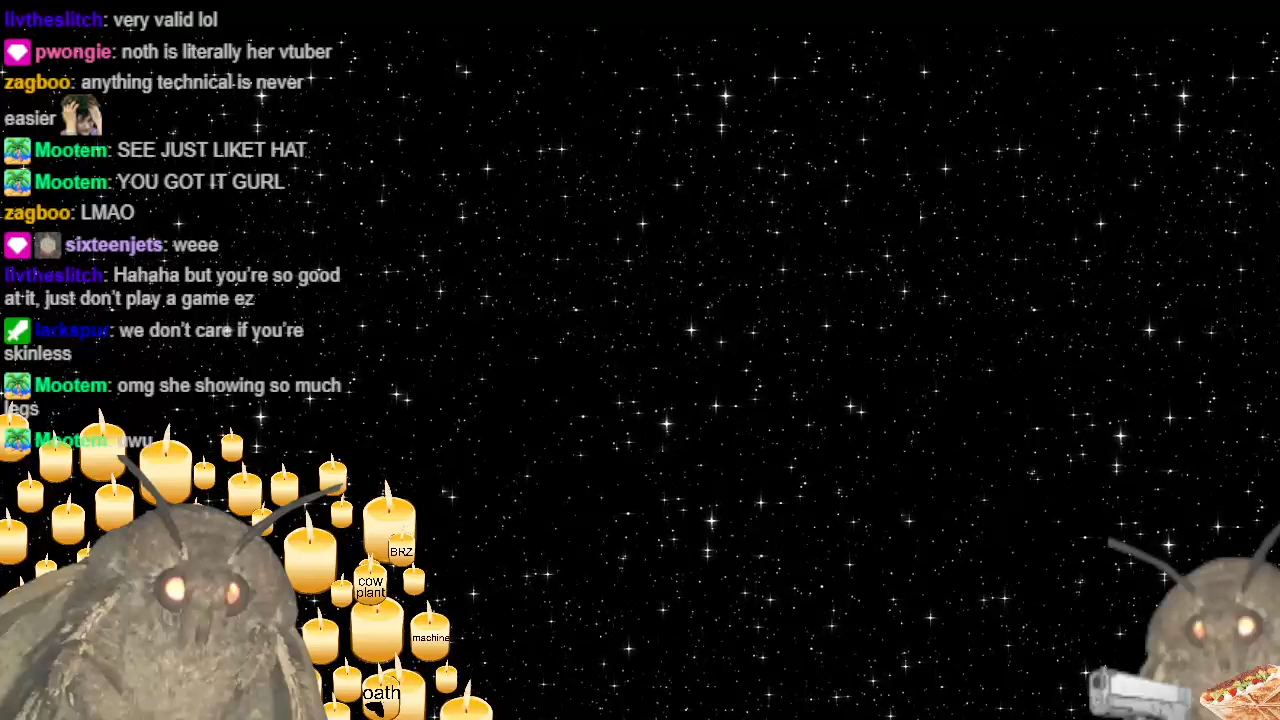 livtheslitch: very valid lol
pwongie: noth is literally her vtuber
zagboo: anything technical is never
easier
Mootem: SEE JUST LIKET HAT
Mootem: YOU GOT IT GURL
zagboo: LMAO
sixteenjets: weee
livtheslitch: Hahaha but you're so good
at it, just don't play a game ez
larkspur: we don't care if you're
skinless
Mootem: omg she showing so much
legs
Mootem: uwu
BRZ
cow
plant
machine
oath